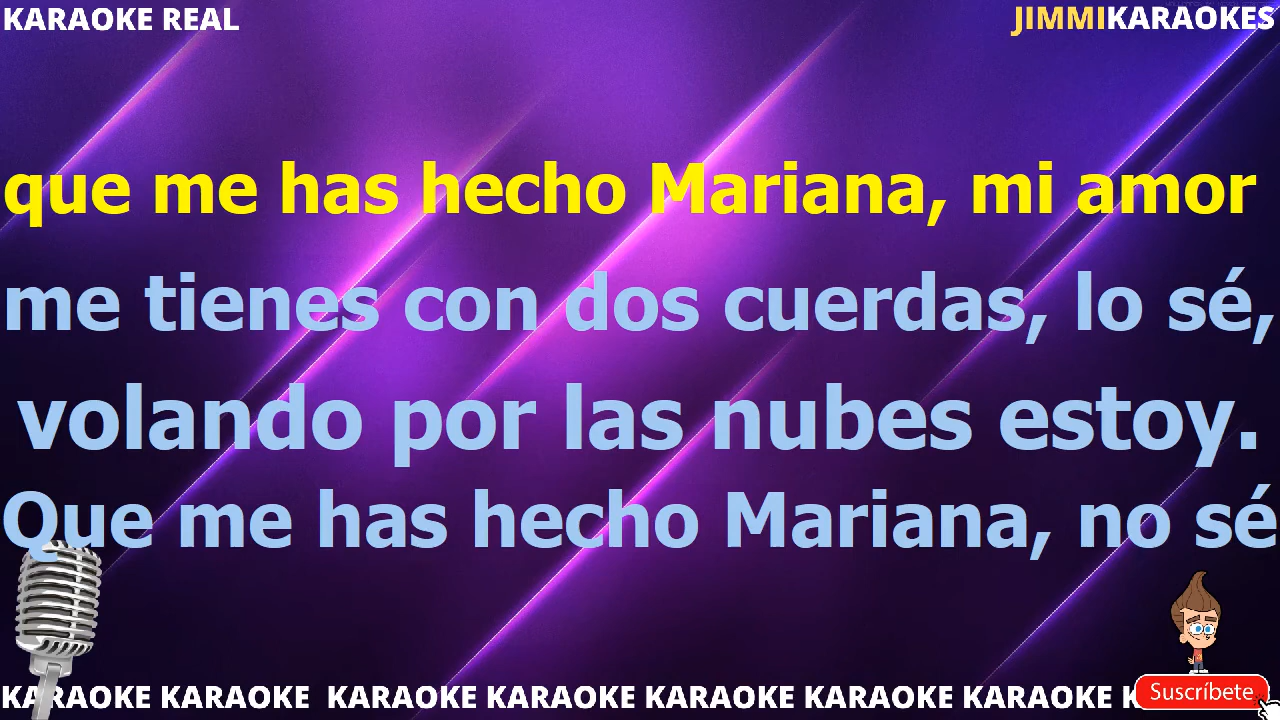 KARAOKE REAL
JIMMIKARAOKES
que me has hecho Mariana, mi amor
me tienes con dos cuerdas, lo sé,
volando por las nubes estoy.
Que me has hecho Mariana, no sé
KARAOKE KARAOKE KARAOKE KARAOKE KARAOKE KARAOKE KARAOKE
Suscríbete